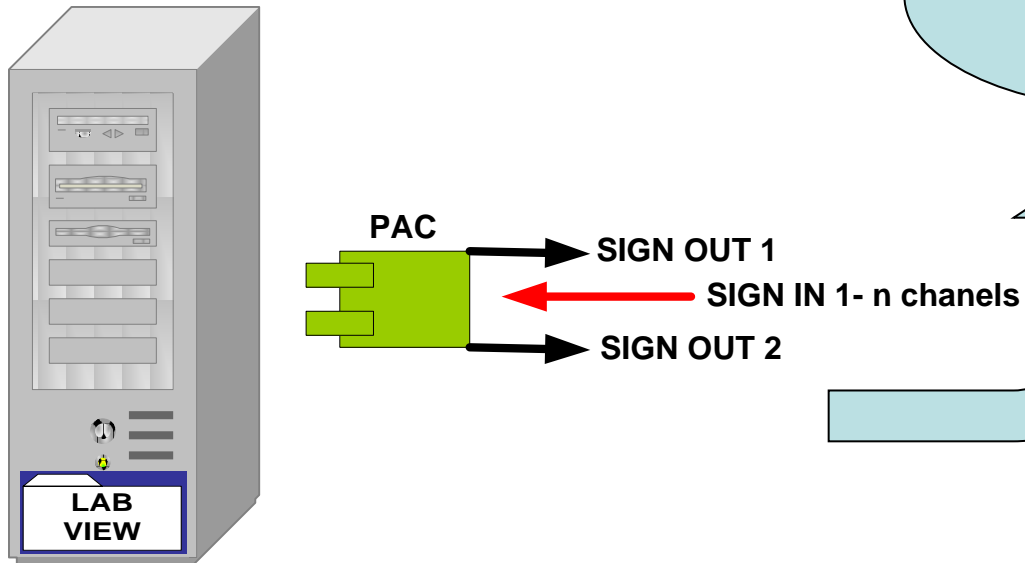 PAC
SIGN OUT 1
SIGN IN 1- n chanels
SIGN OUT 2
LAB
VIEW